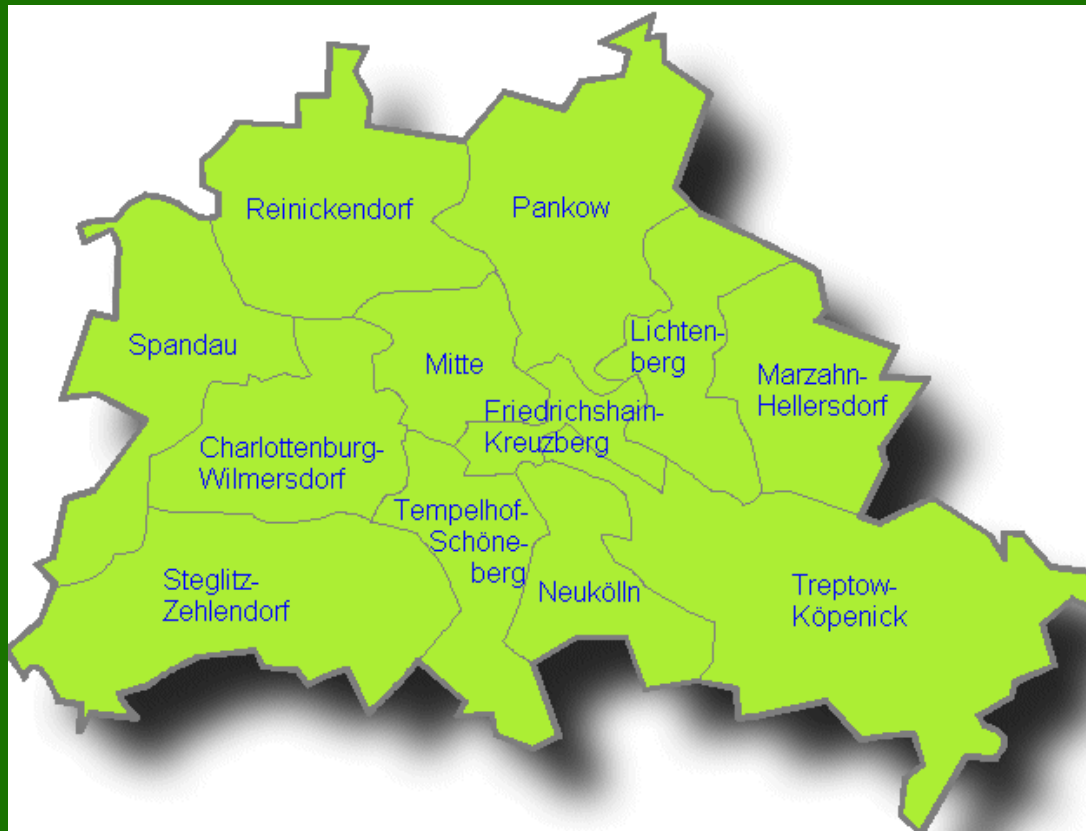 Reinickendorf
Pankow
Spandau
Mitte
Lichten-
berg
Marzahn-
Hellersdorf
Friedrichshain-
Kreuzberg
Charlottenburg-
Wilmersdorf
Tempelhof-
Schöne-
berg
Steglitz-
Zehlendorf
Neukölln
Treptow-
Köpenick